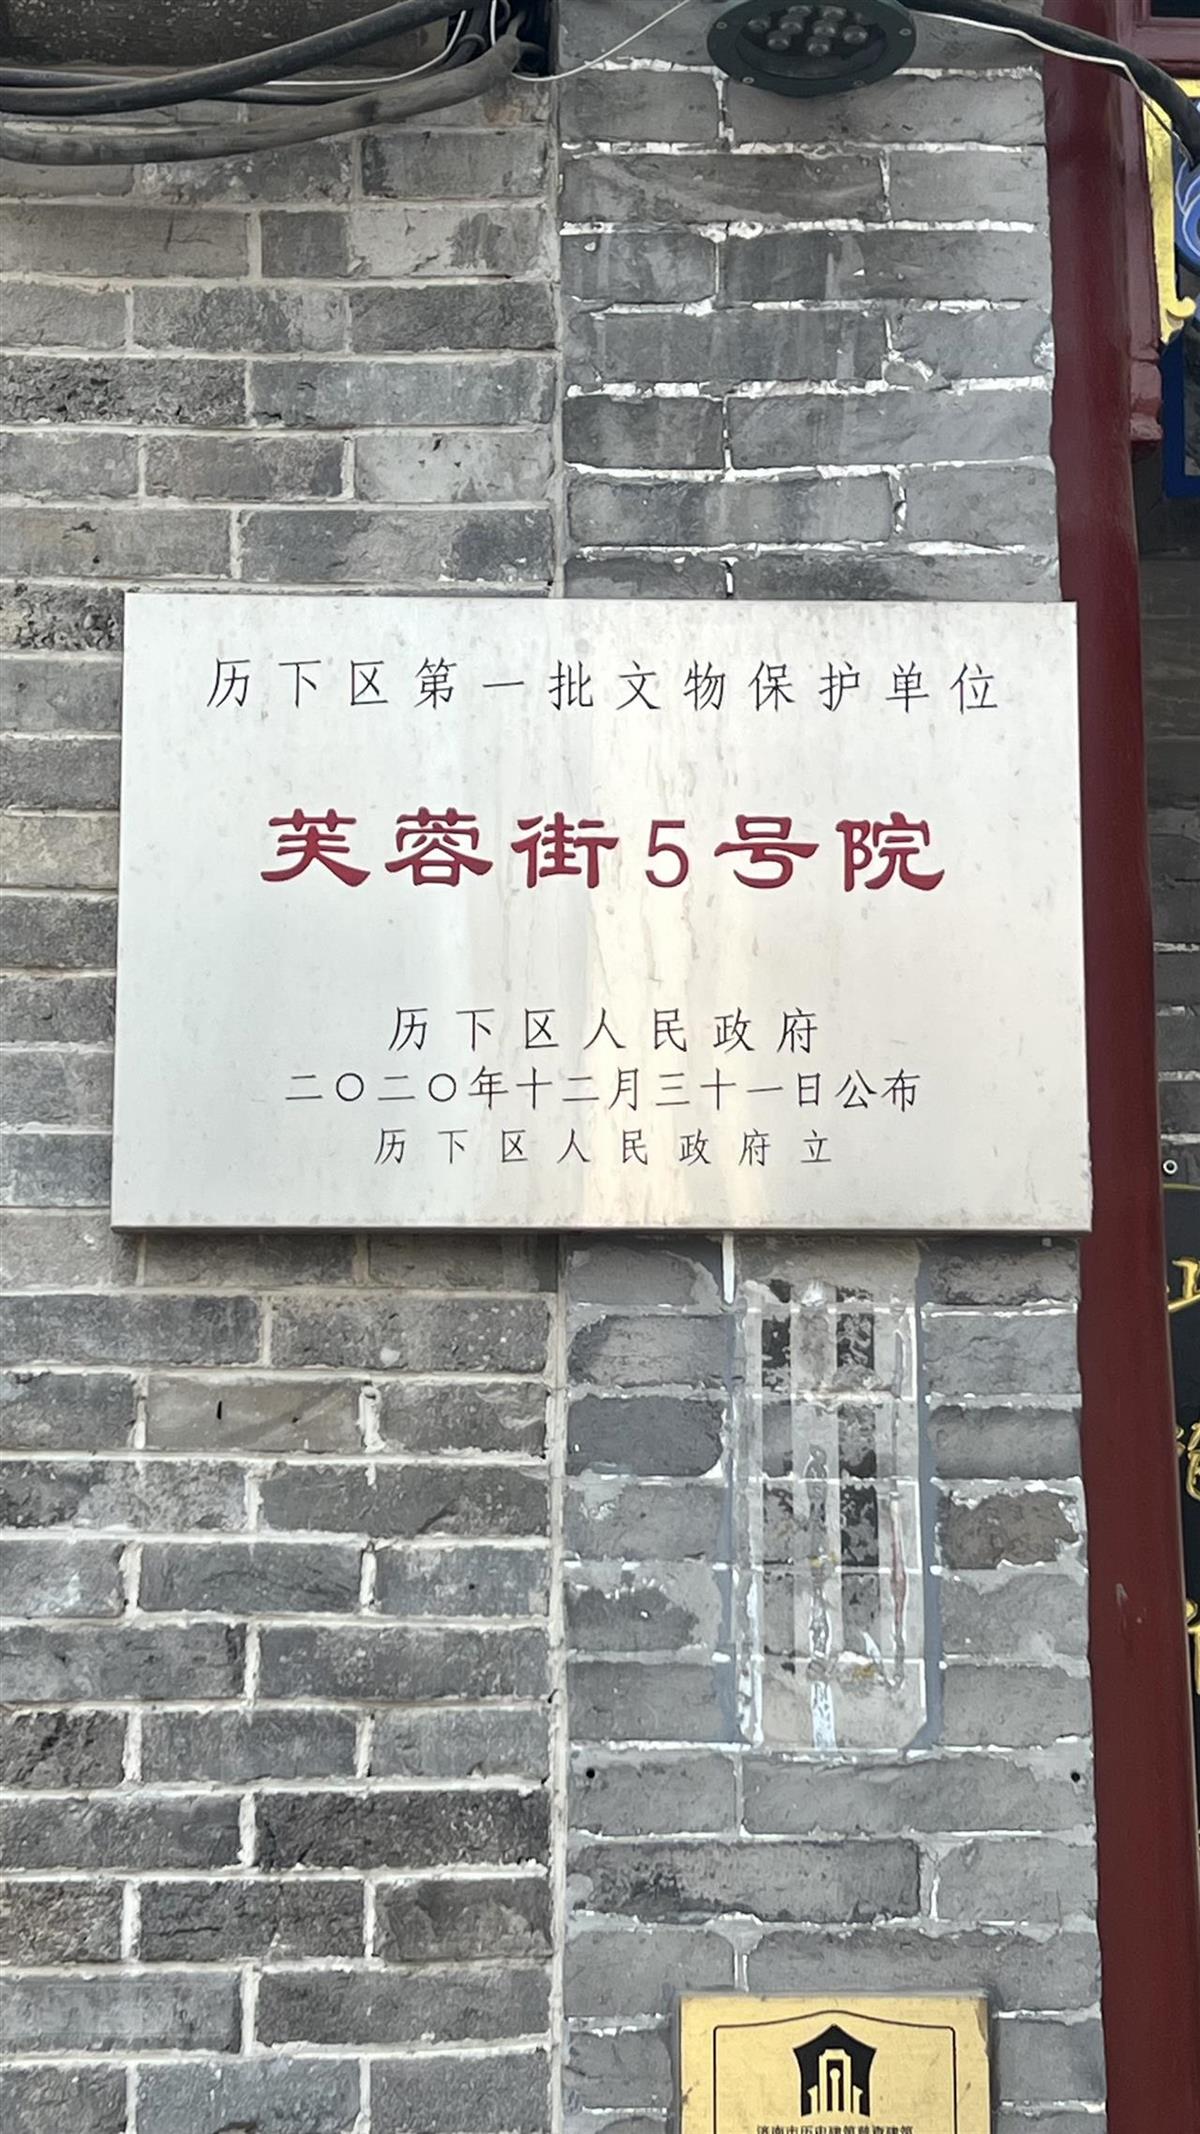 历下区第一批文物保护单位
芙蓉街5号院
历下区人民政府
二〇二〇年十二月三十一日公布
历下区人民政府立